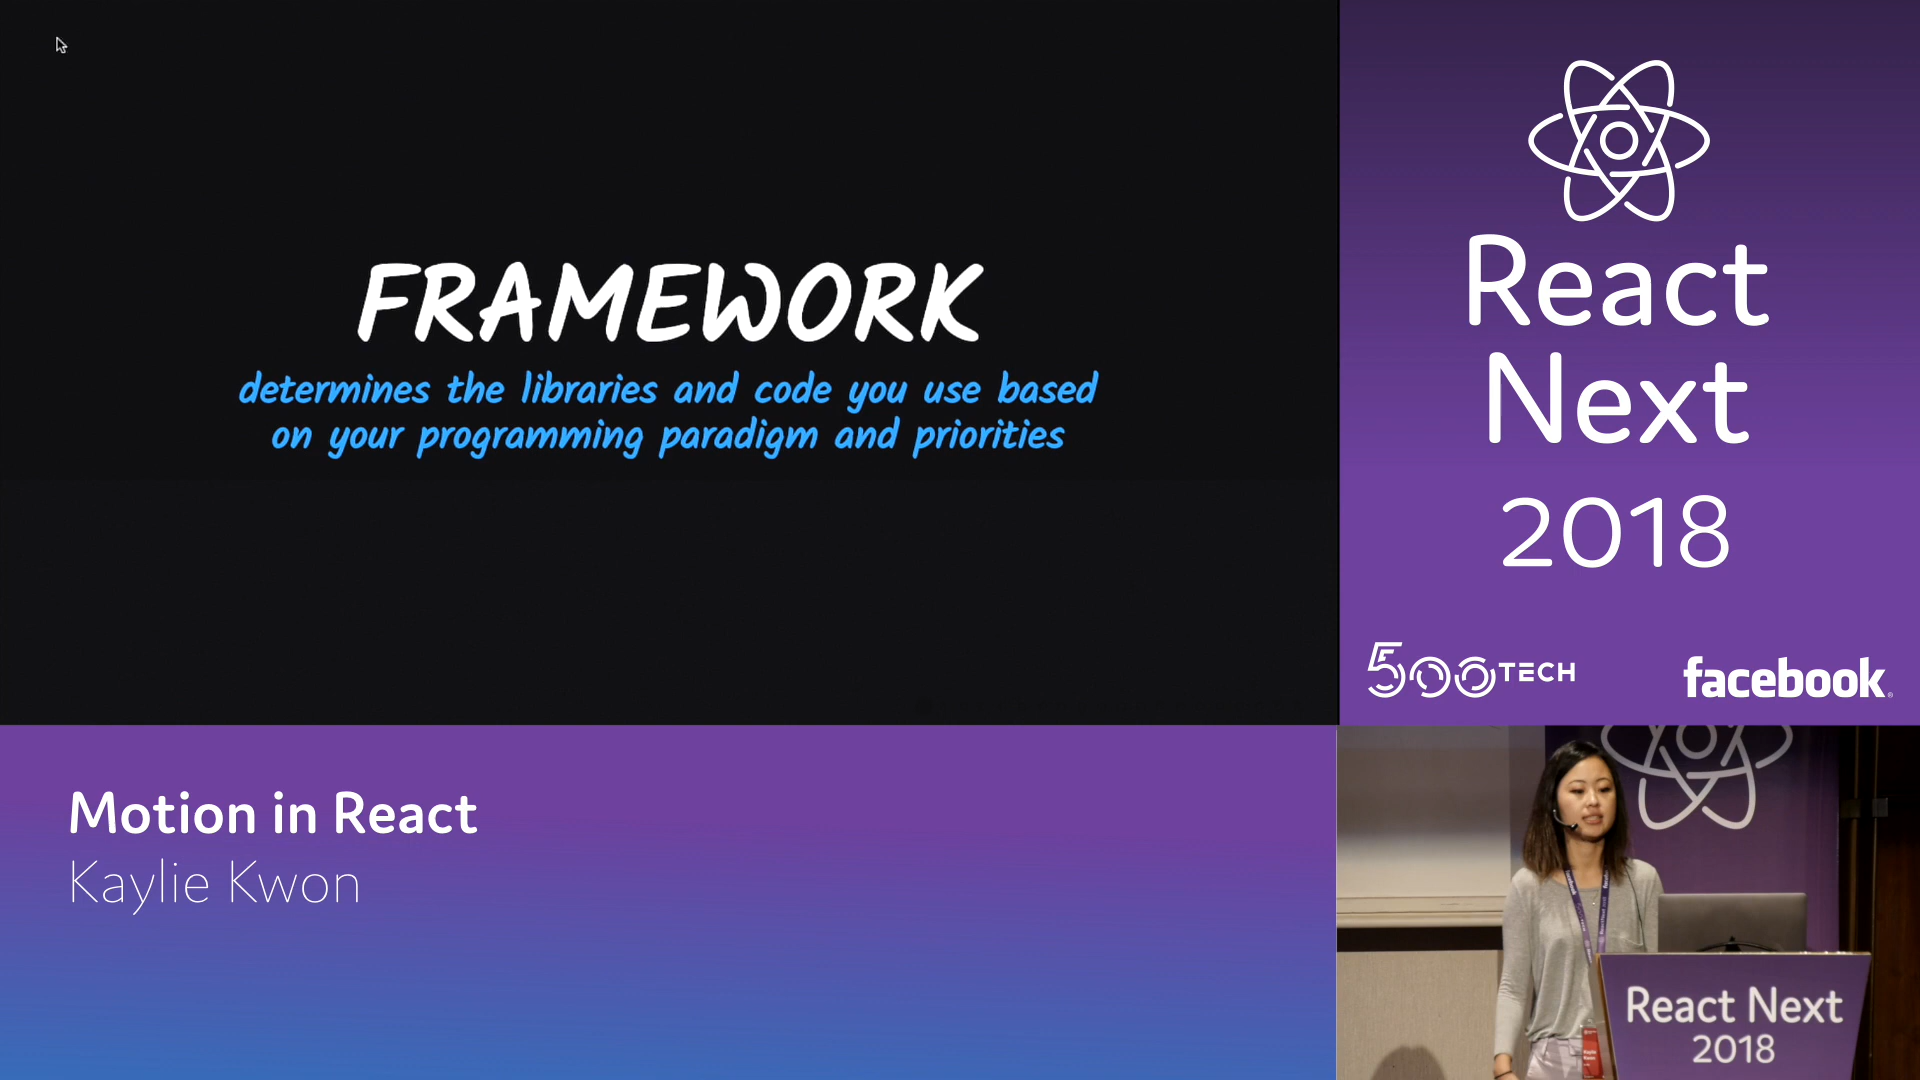 FRAMEWORK
determines the libraries and code you use based
on your programming paradigm and priorities
React
Next
2018
500TECH
facebook
Motion in React
Kaylie Kwon
React Next
2018